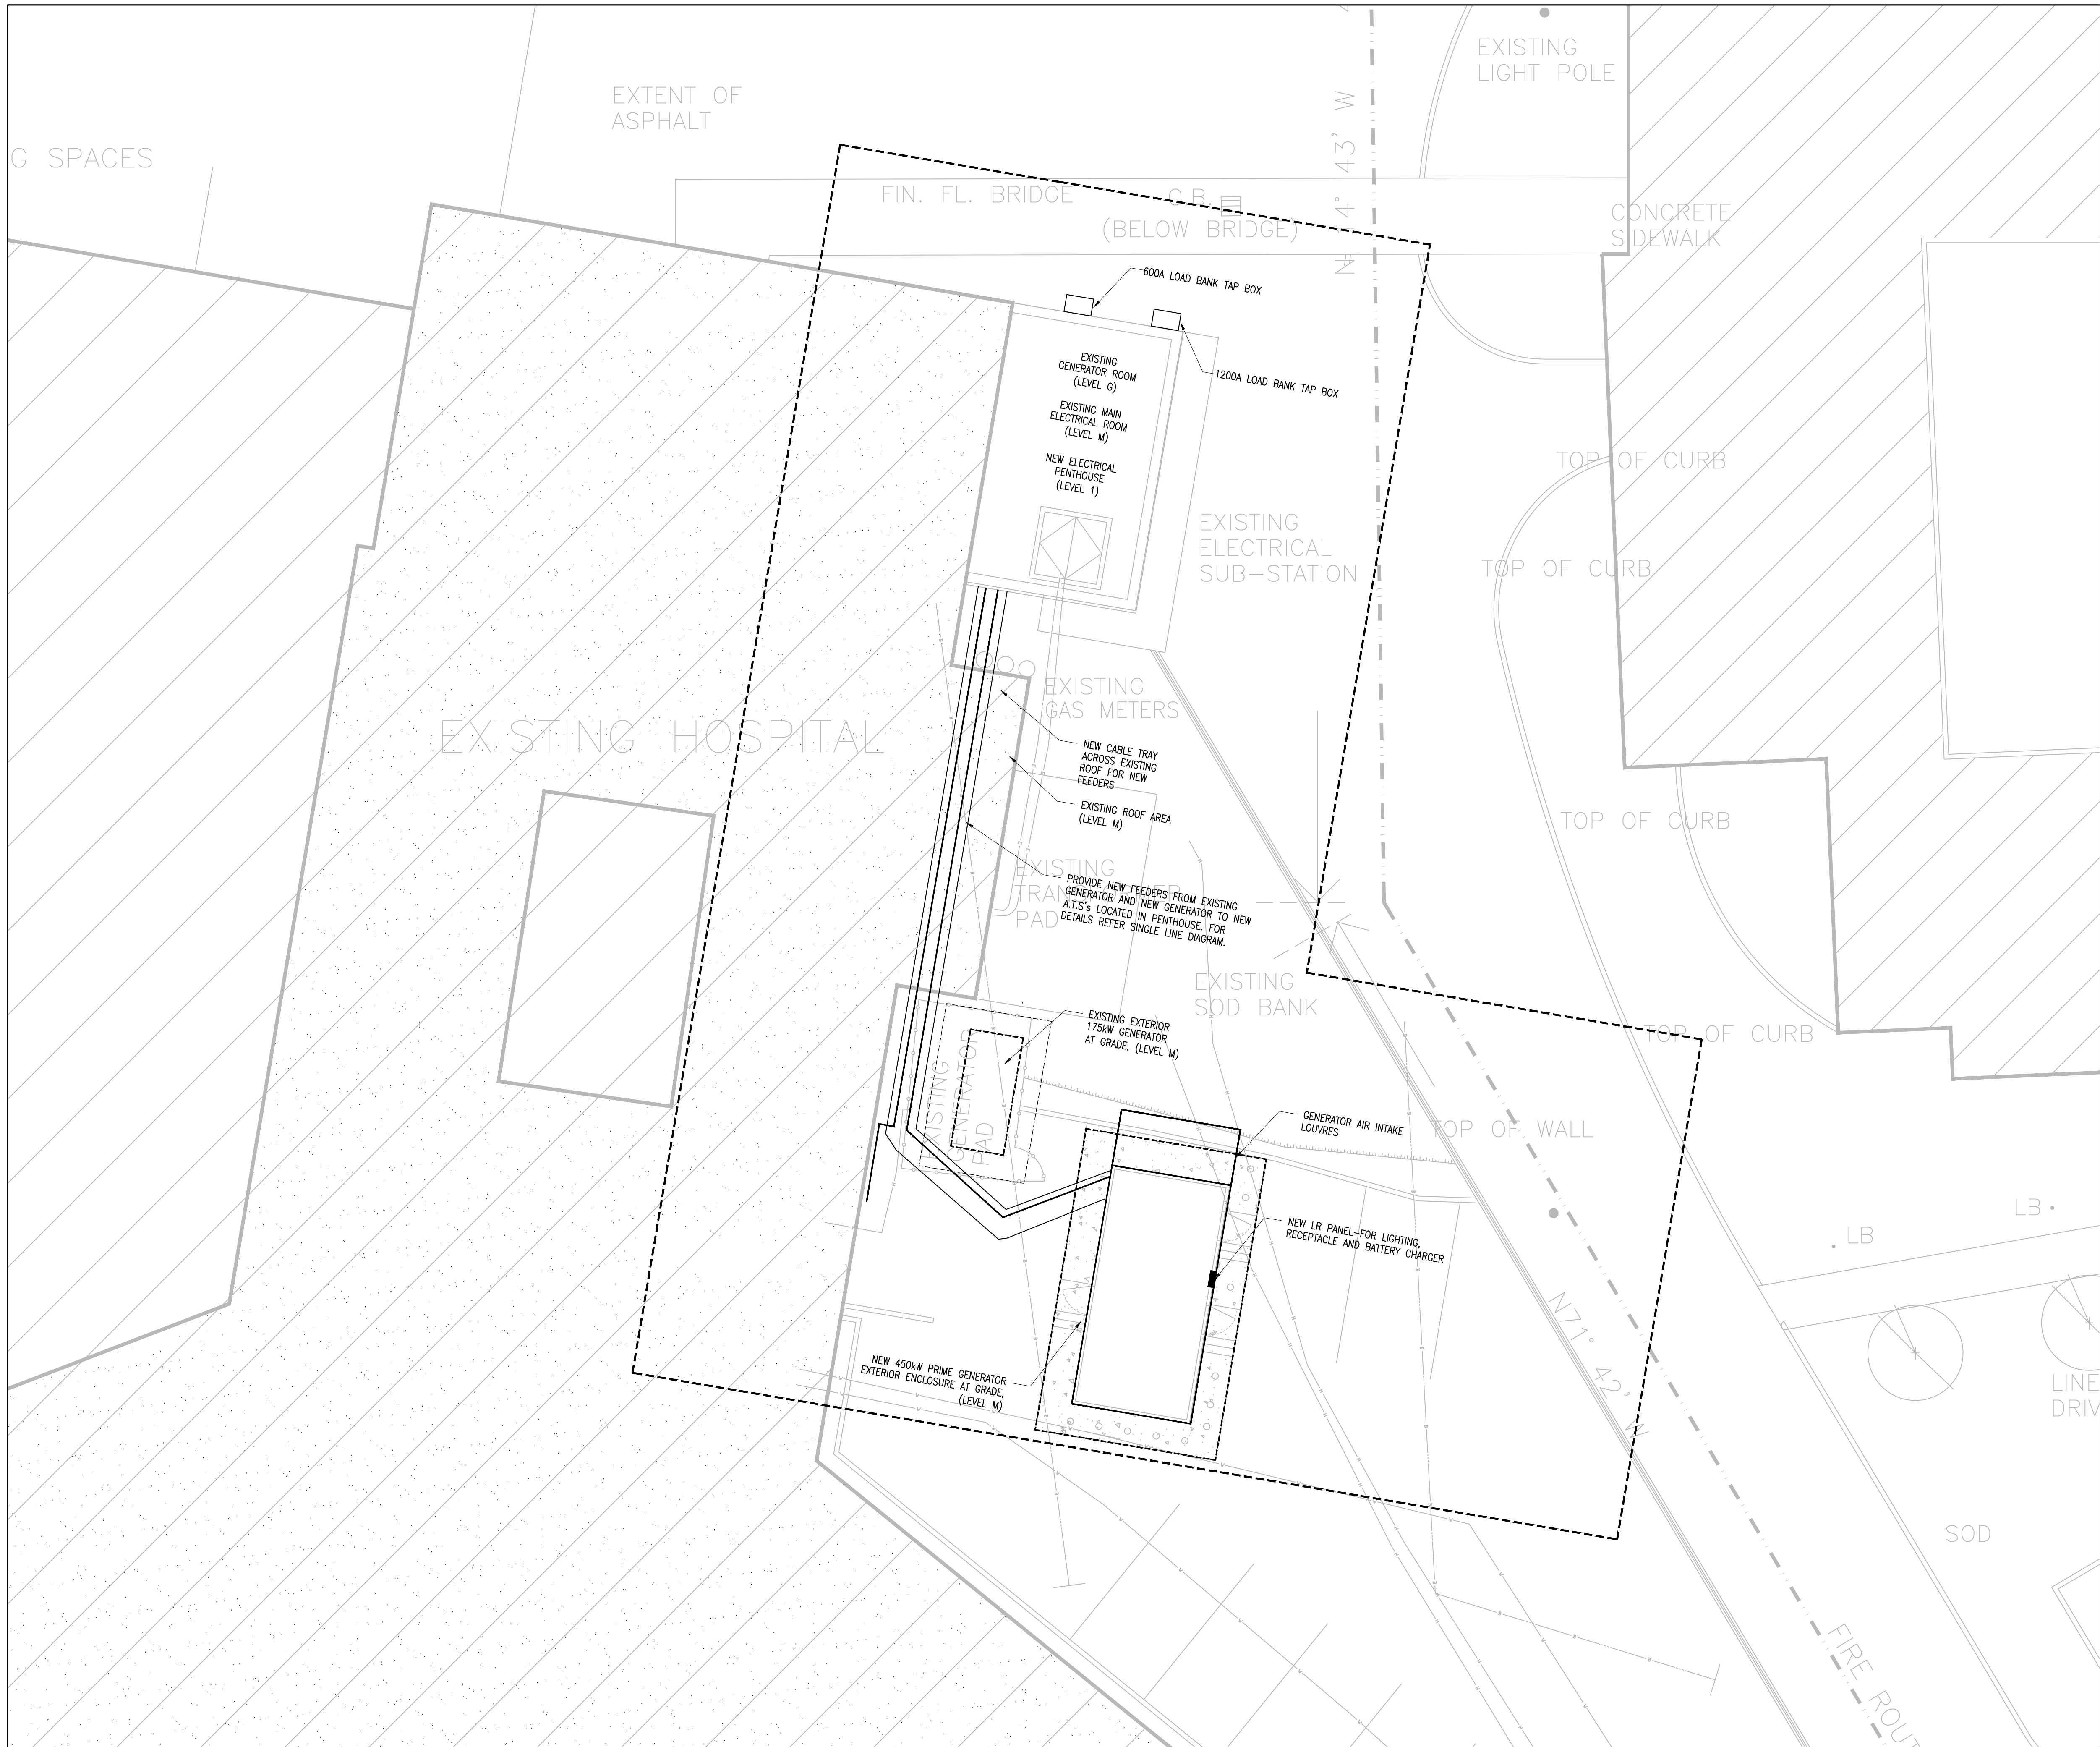 EXISTING
LIGHT POLE
EXTENT OF
ASPHALT
G SPACES
FIN. FL. BRIDGE
C.B.
(BELOW BRIDGE)
43' W
CONCRETE
SIDEWALK
600A LOAD BANK TAP BOX
1200A LOAD BANK TAP BOX
EXISTING
GENERATOR ROOM
(LEVEL G)
EXISTING MAIN
ELECTRICAL ROOM
(LEVEL M)
NEW ELECTRICAL
PENTHOUSE
(LEVEL 1)
EXISTING
ELECTRICAL
SUB-STATION
TOP OF CURB
TOP OF CURB
EXISTING
GAS METERS
EXISTING HOSPITAL
NEW CABLE TRAY
ACROSS EXISTING
ROOF FOR NEW
FEEDERS
EXISTING ROOF AREA
(LEVEL M)
TOP OF CURB
EXISTING
PAD
PROVIDE NEW FEEDERS FROM EXISTING
GENERATOR AND NEW GENERATOR TO NEW
A.T.S's LOCATED IN PENTHOUSE. FOR
DETAILS REFER SINGLE LINE DIAGRAM.
EXISTING
SOD BANK
EXISTING EXTERIOR
175kW GENERATOR
AT GRADE, (LEVEL M)
TOP OF CURB
EXISTING
GENERATOR
PAD
GENERATOR AIR INTAKE
LOUVRES
TOP OF WALL
NEW LR PANEL-FOR LIGHTING,
RECEPTACLE AND BATTERY CHARGER
LB
LB
N71° 42' W
NEW 450kW PRIME GENERATOR
EXTERIOR ENCLOSURE AT GRADE,
(LEVEL M)
LINE
DRIV
SOD
FIRE ROUT